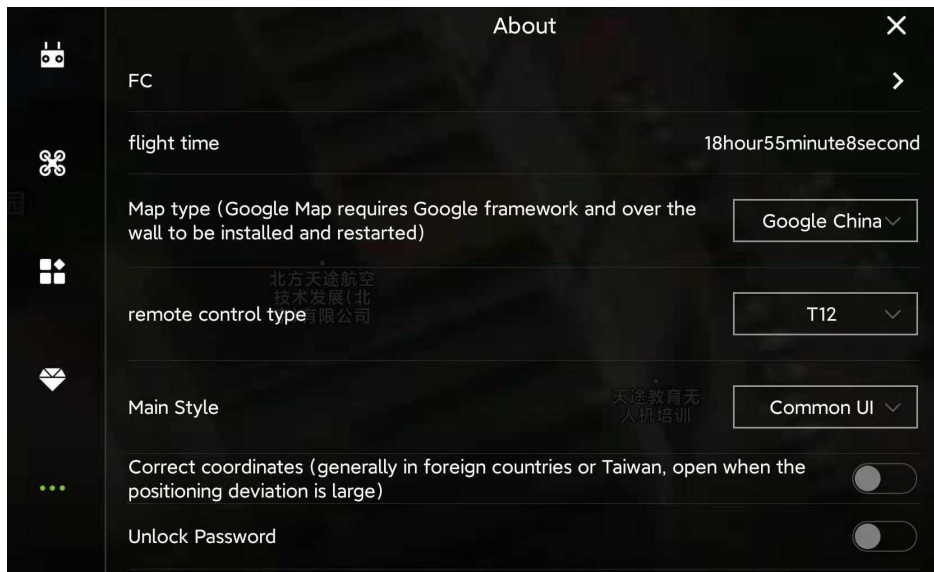 About
FC
flight time
18hour55minute8second
Map type (Google Map requires Google framework and over the
wall to be installed and restarted)
Google China
北方天途航空
技术发展(北
有限公司
remote control type
T12
天途教育无
人机培训
Main Style
Common UI
Correct coordinates (generally in foreign countries or Taiwan, open when the
positioning deviation is large)
Unlock Password